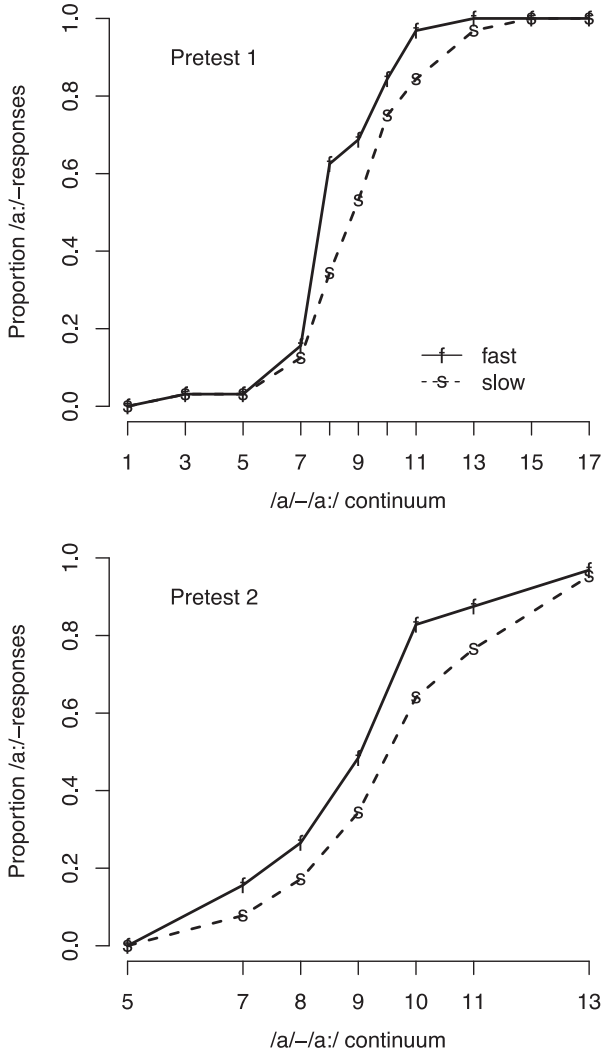 Pretest 1
Proportion /a:/−responses
1.0
0.8
0.6
0.4
0.2
0.0
f fast
s slow
1 3 5 7 9 11 13 15 17
/a/−/a:/ continuum
Pretest 2
Proportion /a:/−responses
1.0
0.8
0.6
0.4
0.2
0.0
5 7 8 9 10 11 13
/a/−/a:/ continuum